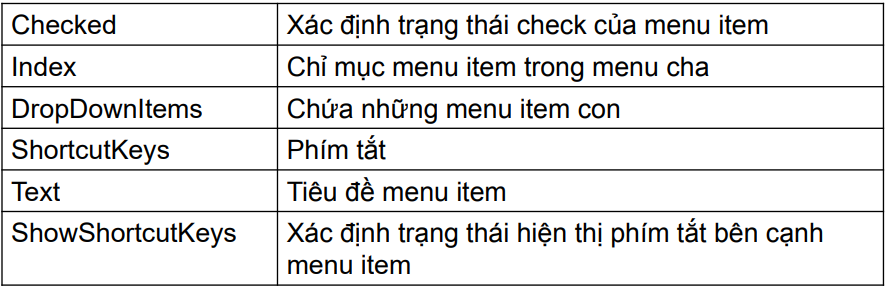 Checked Xác định trạng thái check của menu item
Index Chỉ mục menu item trong menu cha
DropDownItems Chứa những menu item con
ShortcutKeys Phím tắt
Text Tiêu đề menu item
ShowShortcutKeys Xác định trạng thái hiện thị phím tắt bên cạnh
menu item